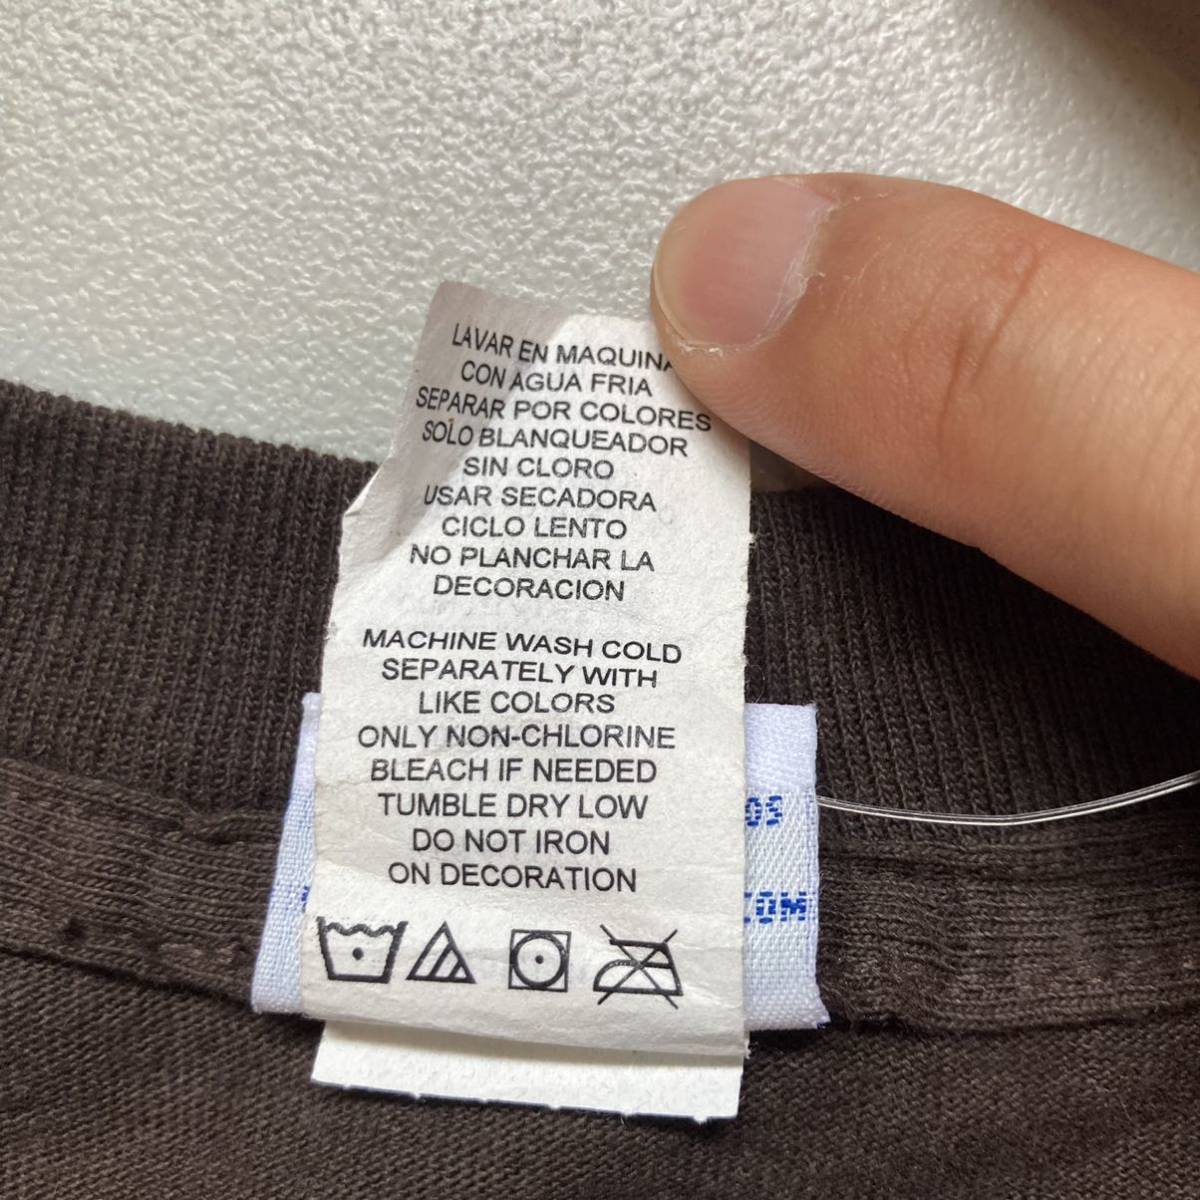 LAVAR EN MAQUINA
CON AGUA FRIA
SEPARAR POR COLORES
SOLO BLANQUEADOR
SIN CLORO
USAR SECADORA
CICLO LENTO
NO PLANCHAR LA
DECORACION
MACHINE WASH COLD
SEPARATELY WITH
LIKE COLORS
ONLY NON-CHLORINE
BLEACH IF NEEDED
TUMBLE DRY LOW
DO NOT IRON
ON DECORATION